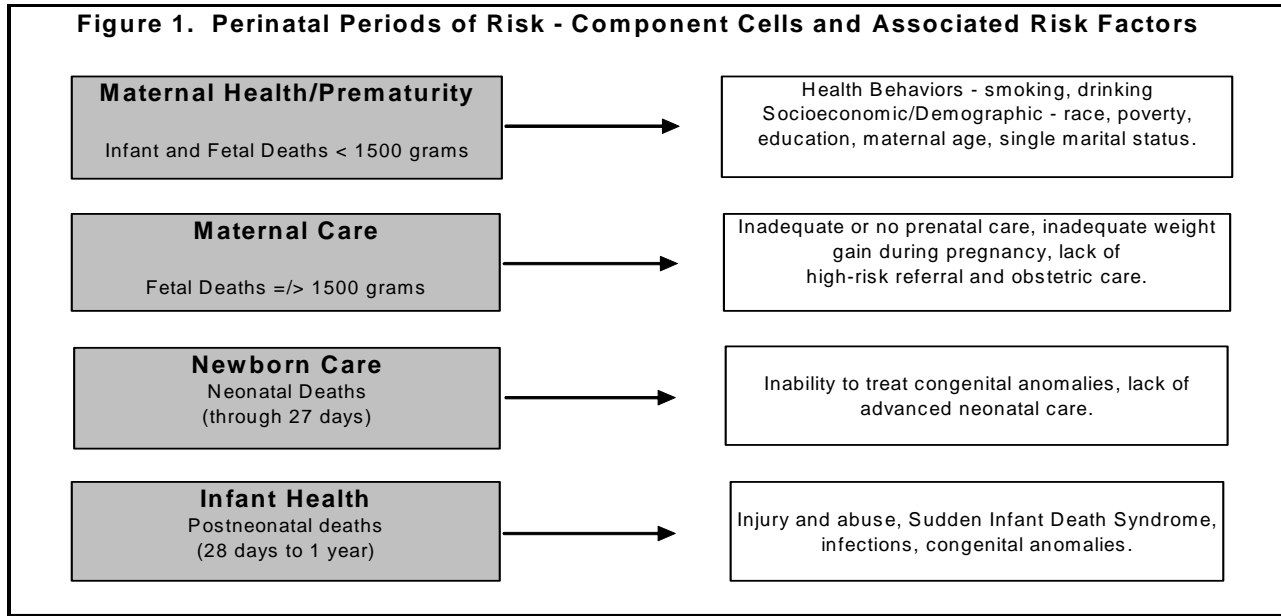 Figure 1. Perinatal Periods of Risk - Component Cells and Associated Risk Factors
Maternal Health/Prematurity
Infant and Fetal Deaths < 1500 grams
Health Behaviors - smoking, drinking
Socioeconomic/Demographic - race, poverty,
education, maternal age, single marital status.
Maternal Care
Fetal Deaths =/> 1500 grams
Inadequate or no prenatal care, inadequate weight
gain during pregnancy, lack of
high-risk referral and obstetric care.
Newborn Care
Neonatal Deaths
(through 27 days)
Inability to treat congenital anomalies, lack of
advanced neonatal care.
Infant Health
Postneonatal deaths
(28 days to 1 year)
Injury and abuse, Sudden Infant Death Syndrome,
infections, congenital anomalies.